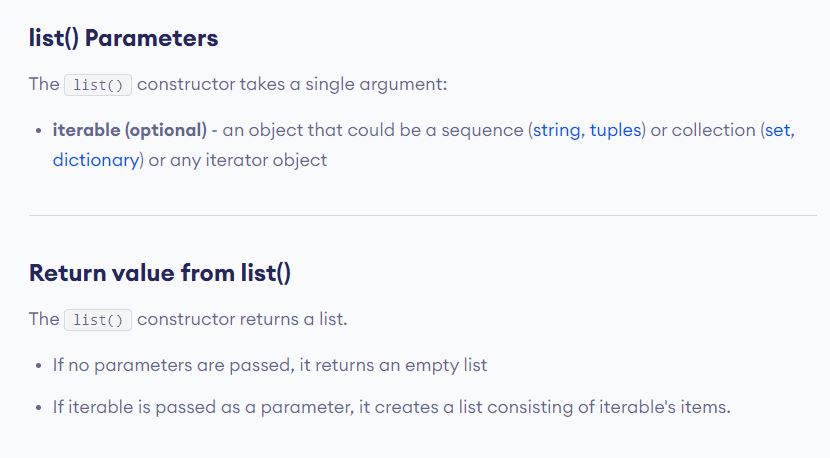 list() Parameters
The list() constructor takes a single argument:
• iterable (optional) - an object that could be a sequence (string, tuples) or collection (set,
dictionary) or any iterator object
Return value from list()
The list() constructor returns a list.
• If no parameters are passed, it returns an empty list
• If iterable is passed as a parameter, it creates a list consisting of iterable's items.